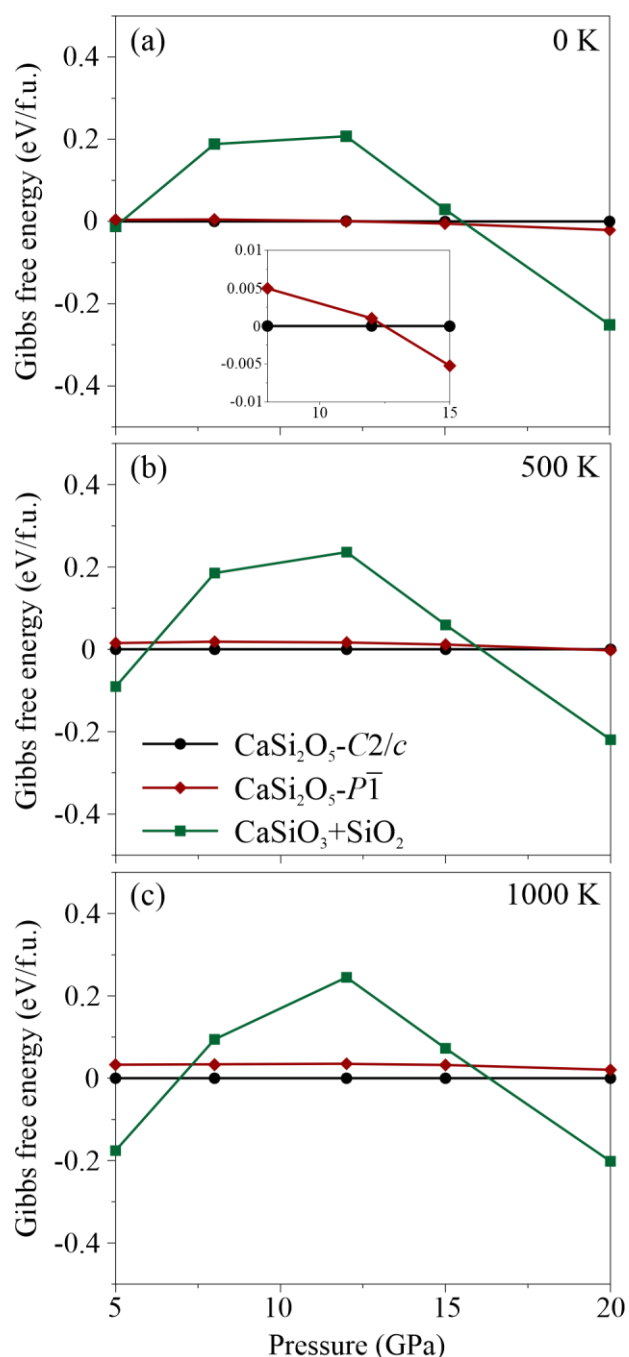 (a)
0 K
Gibbs free energy (eV/f.u.)
0.4
0.2
0
-0.2
-0.4
0.01
0.005
0
-0.005
-0.01
10
15
(b)
500 K
Gibbs free energy (eV/f.u.)
0.4
0.2
0
-0.2
-0.4
CaSi₂O₅-C2/c
CaSi₂O₅-P1̅
CaSiO₃+SiO₂
(c)
1000 K
Gibbs free energy (eV/f.u.)
0.4
0.2
0
-0.2
-0.4
5
10
15
20
Pressure (GPa)